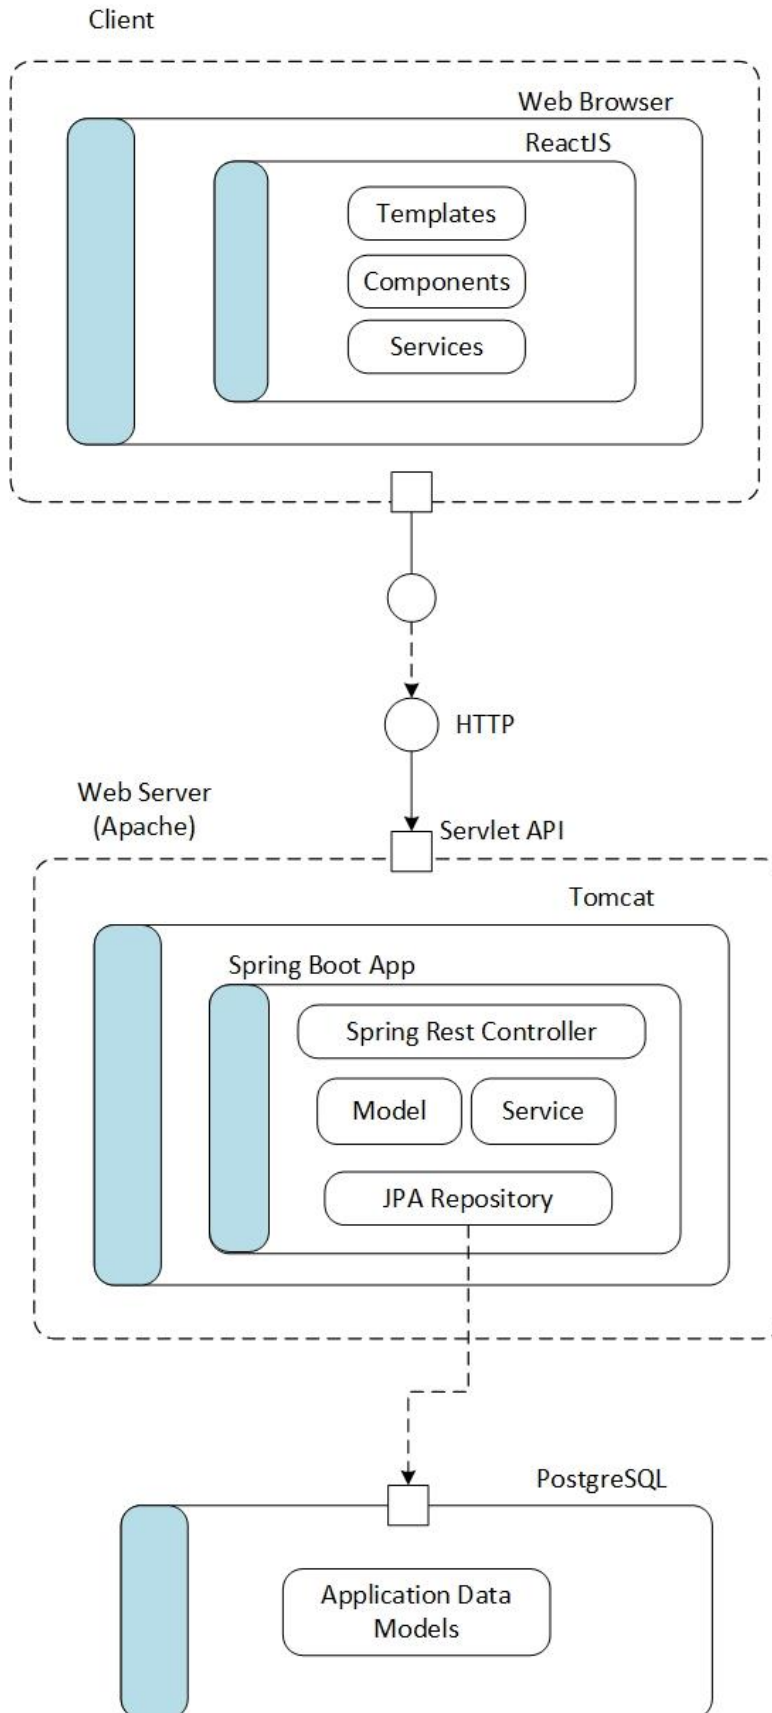 Client
Web Browser
ReactJS
Templates
Components
Services
HTTP
Web Server
(Apache)
Servlet API
Tomcat
Spring Boot App
Spring Rest Controller
Model
Service
JPA Repository
PostgreSQL
Application Data
Models